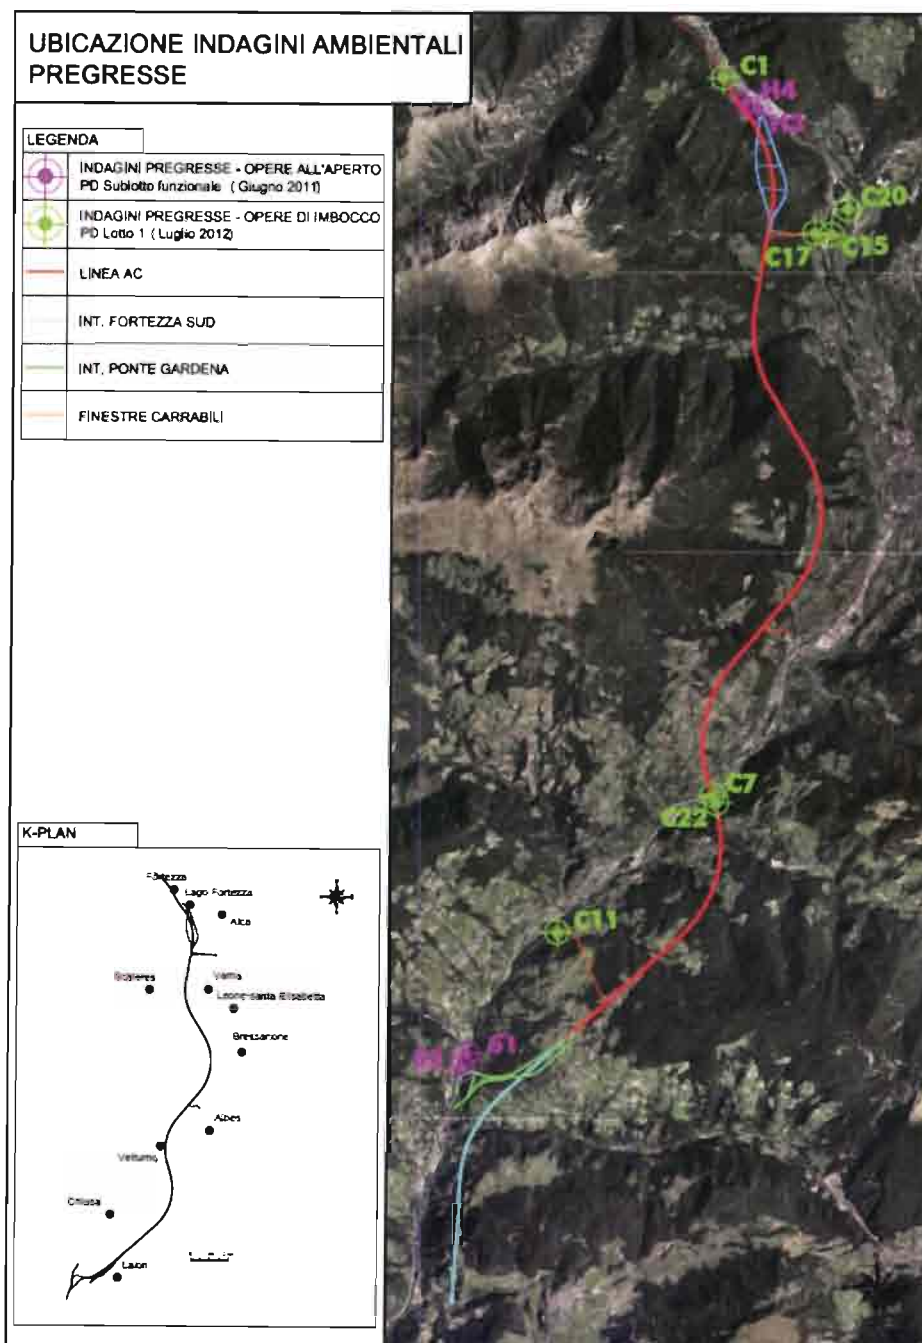 UBICAZIONE INDAGINI AMBIENTALI
PREGRESSE
LEGENDA
INDAGINI PREGRESSE - OPERE ALL'APERTO
PD Sublotto funzionale ( Giugno 2011)
INDAGINI PREGRESSE - OPERE DI IMBOCCO
PD Lotto 1 ( Luglio 2012)
LINEA AC
INT. FORTEZZA SUD
INT. PONTE GARDENA
FINESTRE CARRABILI
C1
H4
C20
C17
C15
C7
C22
C11
S1
K-PLAN
Fortezza
Lago Fortezza
Varna
Leone-santa Elisabetta
Bressanone
Albes
Velturno
Chiusa
Laion